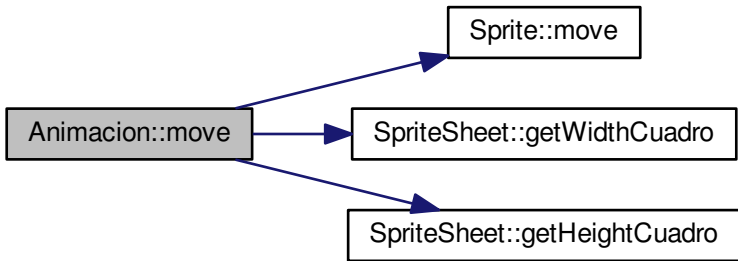 Sprite::move
Animacion::move
SpriteSheet::getWidthCuadro
SpriteSheet::getHeightCuadro